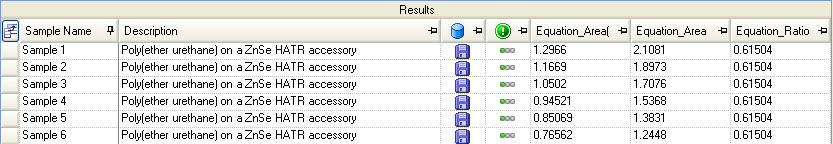 Results
Sample Name Description Equation_Area( Equation_Area Equation_Ratio
Sample 1 Poly(ether urethane) on a ZnSe HATR accessory 1.2966 2.1081 0.61504
Sample 2 Poly(ether urethane) on a ZnSe HATR accessory 1.1669 1.8973 0.61504
Sample 3 Poly(ether urethane) on a ZnSe HATR accessory 1.0502 1.7076 0.61504
Sample 4 Poly(ether urethane) on a ZnSe HATR accessory 0.94521 1.5368 0.61504
Sample 5 Poly(ether urethane) on a ZnSe HATR accessory 0.85069 1.3831 0.61504
Sample 6 Poly(ether urethane) on a ZnSe HATR accessory 0.76562 1.2448 0.61504